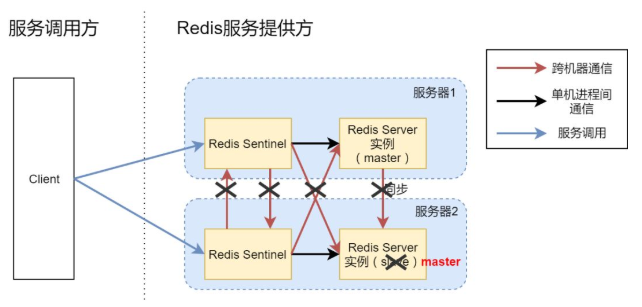 服务调用方
Redis服务提供方
跨机器通信
单机进程间
通信
服务调用
服务器1
Redis Sentinel
Redis Server
实例
（master）
Client
同步
服务器2
Redis Sentinel
Redis Server
实例（slave）master